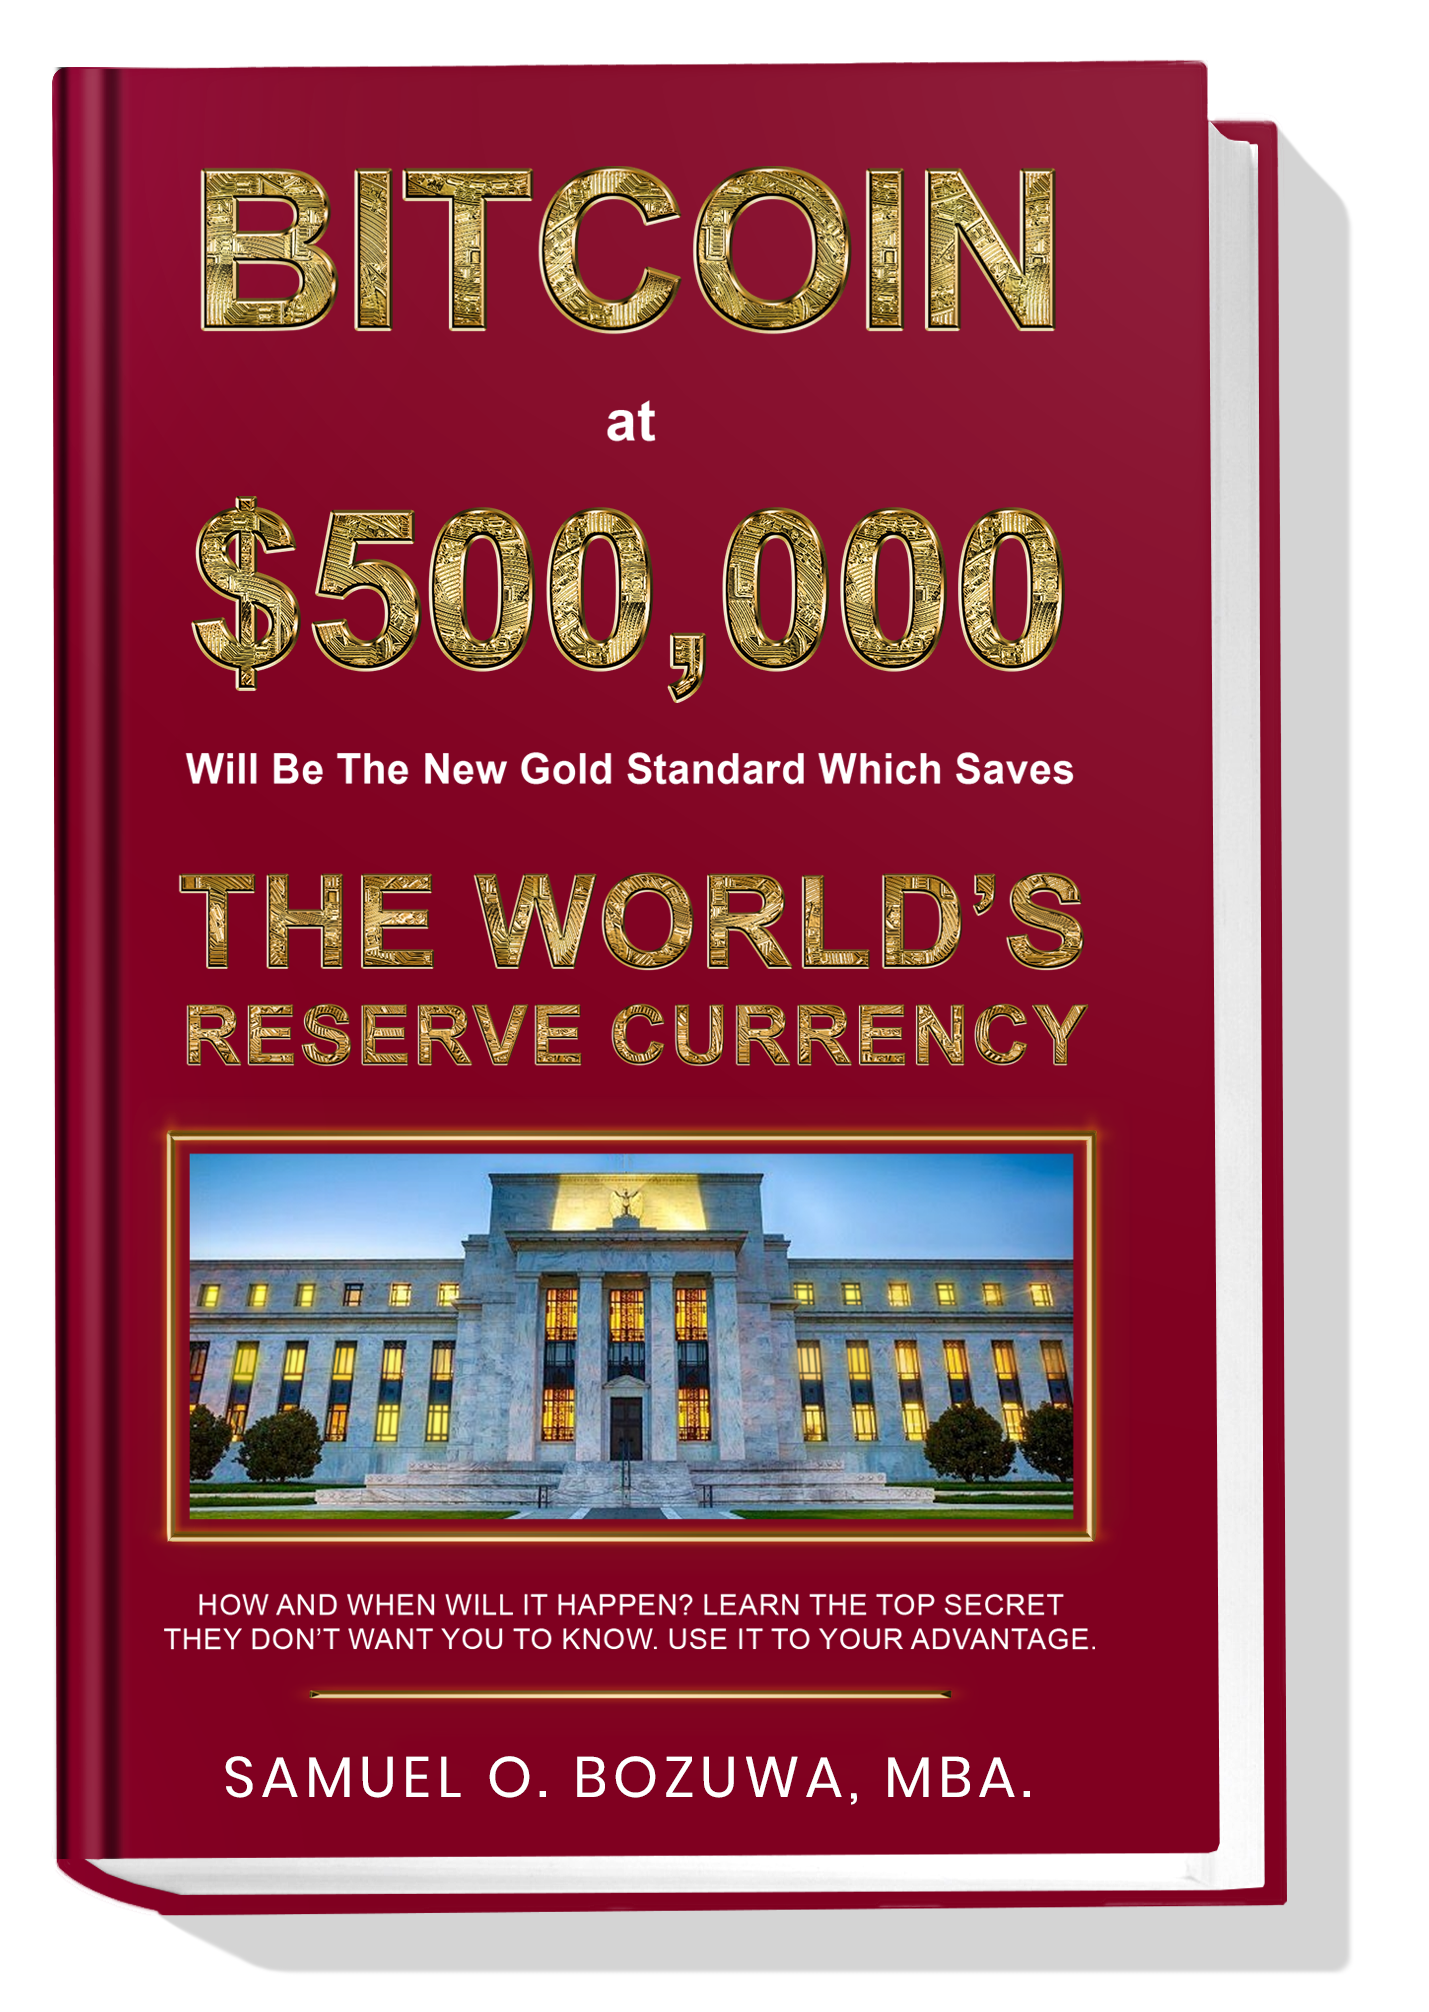 BITCOIN
at
$500,000
Will Be The New Gold Standard Which Saves
THE WORLD’S
RESERVE CURRENCY
HOW AND WHEN WILL IT HAPPEN? LEARN THE TOP SECRET
THEY DON’T WANT YOU TO KNOW. USE IT TO YOUR ADVANTAGE.
SAMUEL O. BOZUWA, MBA.